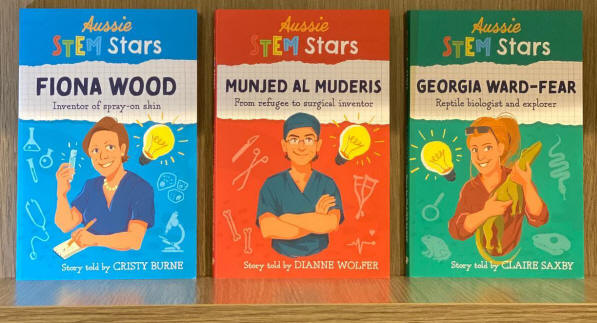 Aussie
STEM Stars
FIONA WOOD
Inventor of spray-on skin
Story told by CRISTY BURNE
Aussie
STEM Stars
MUNJED AL MUDERIS
From refugee to surgical inventor
Story told by DIANNE WOLFER
Aussie
STEM Stars
GEORGIA WARD-FEAR
Reptile biologist and explorer
Story told by CLAIRE SAXBY